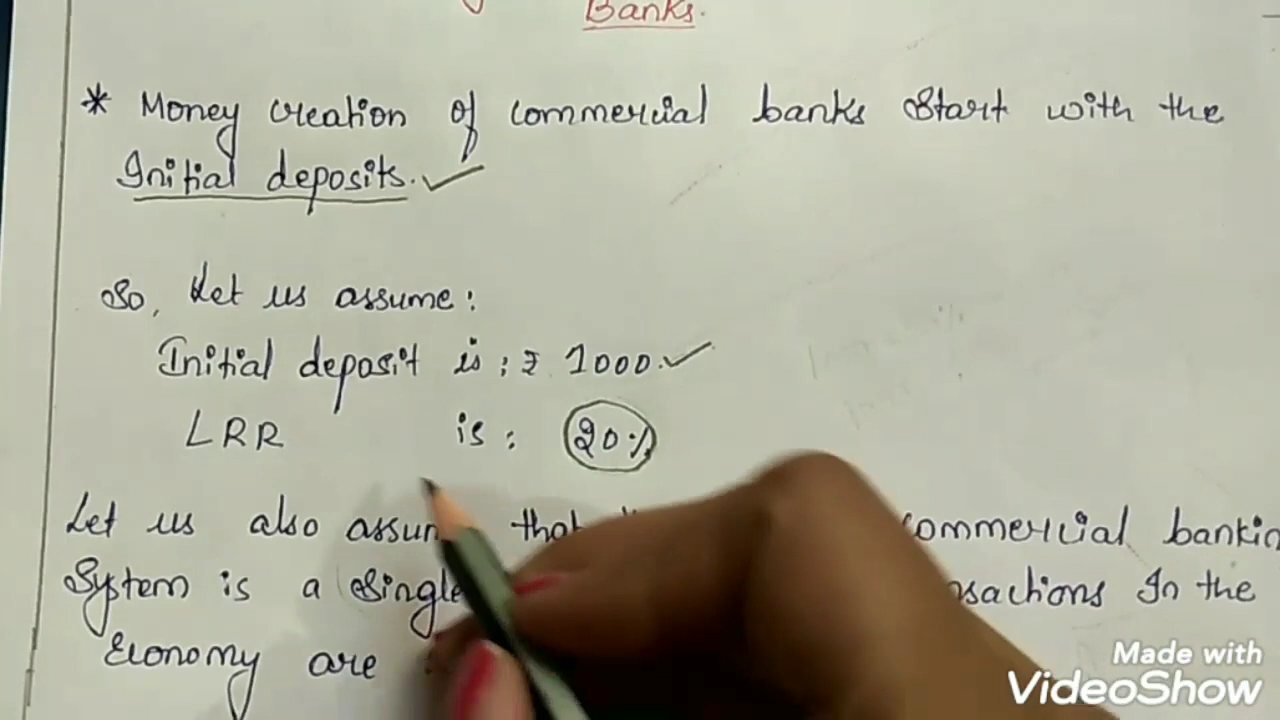 Banks.
* Money creation of commercial banks start with the
Initial deposits.
So, Let us assume:
Initial deposit is: ₹ 1000.
LRR is: 20%
Let us also assum that commercial bankin
System is a single sactions In the
Economy are
Made with
VideoShow